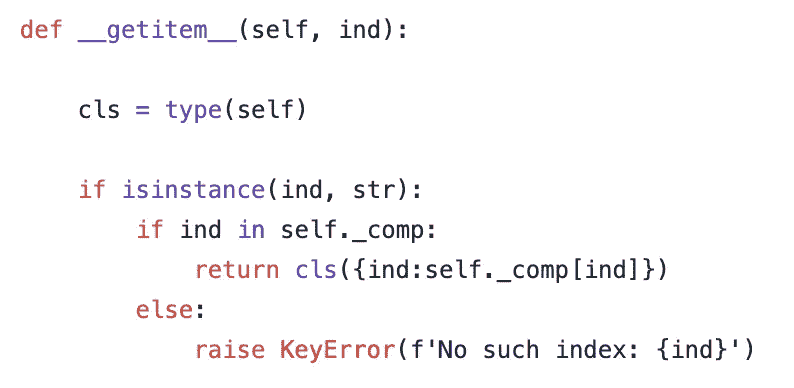 def __getitem__(self, ind):
cls = type(self)
if isinstance(ind, str):
if ind in self._comp:
return cls({ind:self._comp[ind]})
else:
raise KeyError(f'No such index: {ind}')